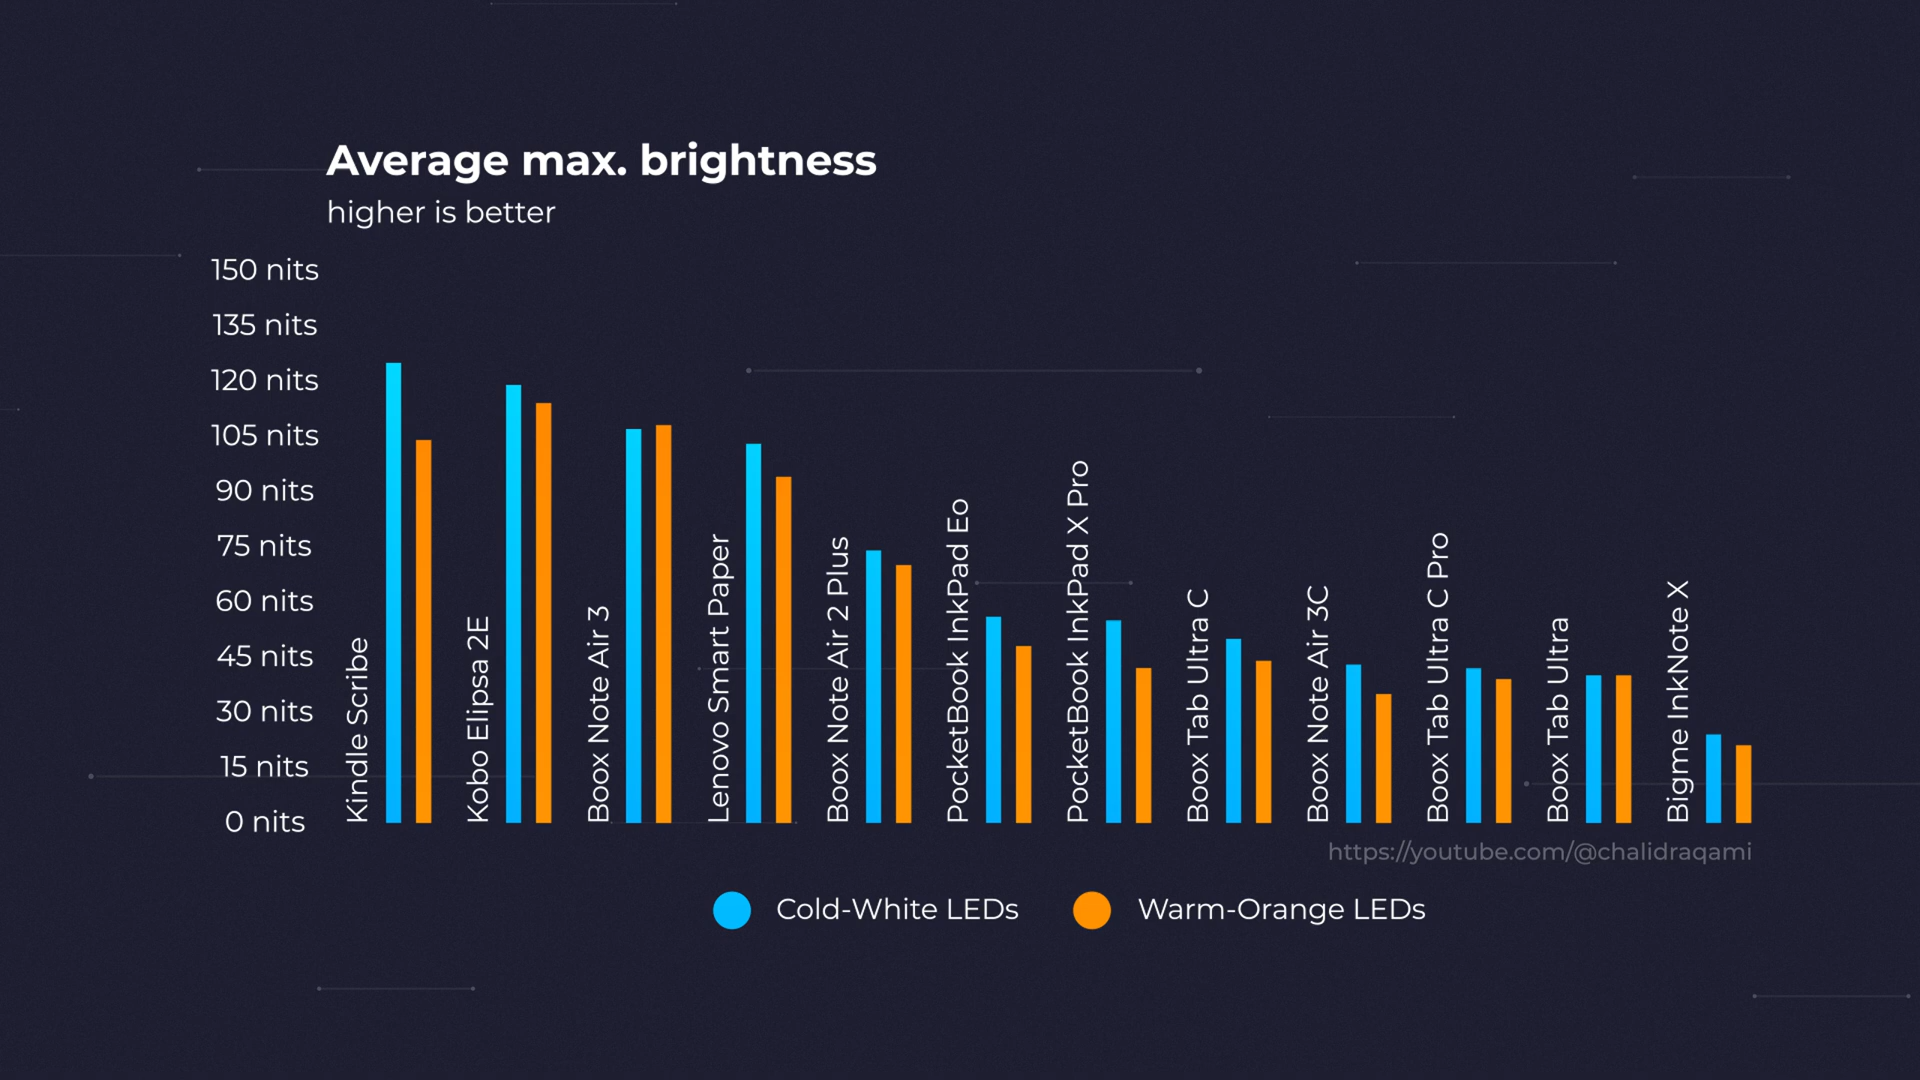 Average max. brightness
higher is better
150 nits
135 nits
120 nits
105 nits
90 nits
75 nits
60 nits
45 nits
30 nits
15 nits
0 nits
Kindle Scribe
Kobo Elipsa 2E
Boox Note Air 3
Lenovo Smart Paper
Boox Note Air 2 Plus
PocketBook InkPad Eo
PocketBook InkPad X Pro
Boox Tab Ultra C
Boox Note Air 3C
Boox Tab Ultra C Pro
Boox Tab Ultra
Bigme InkNote X
https://youtube.com/@chalidraqami
Cold-White LEDs
Warm-Orange LEDs